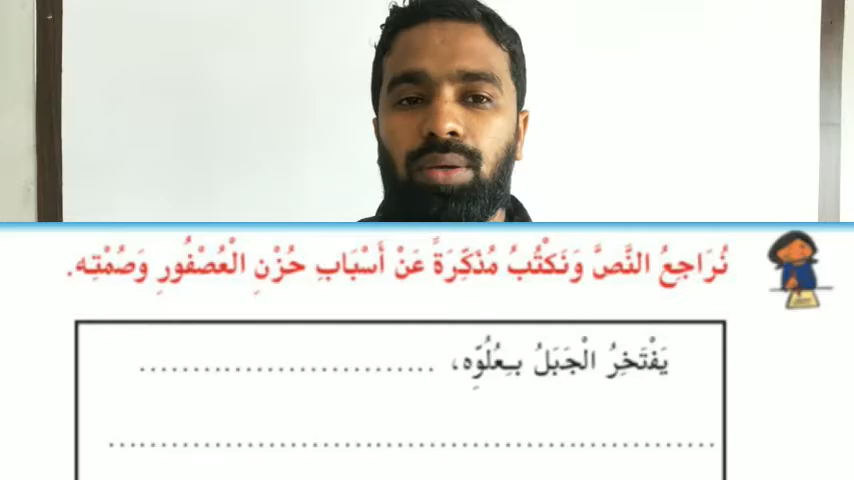 نُرَاجِعُ النَّصَّ وَنَكْتُبُ مُذَكِّرَةً عَنْ أَسْبَابِ حُزْنِ الْعُصْفُورِ وَصُمْتِه.
يَفْتَخِرُ الْجَبَلُ بِعُلُوِّهِ، ............................
................................................................